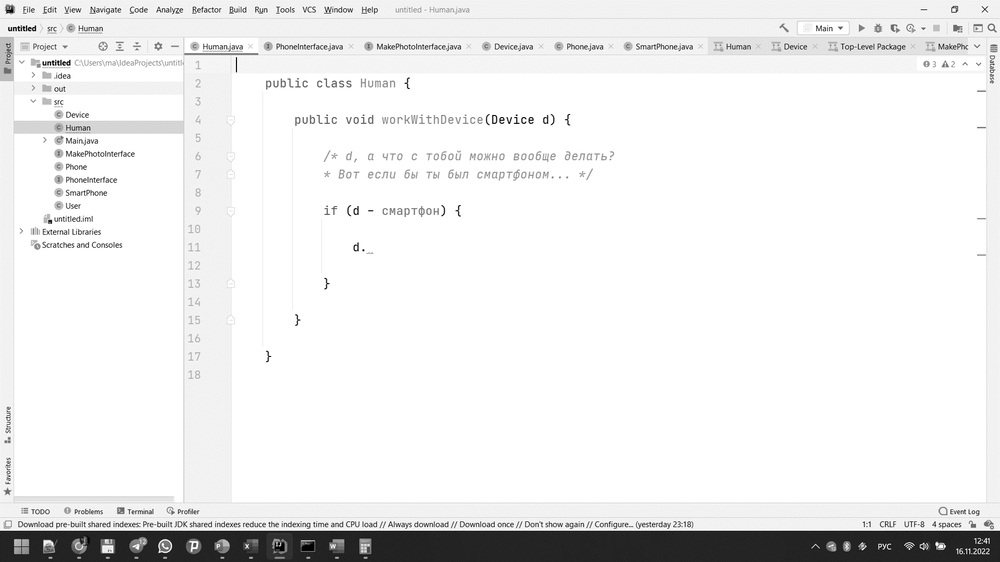 File Edit View Navigate Code Analyze Refactor Build Run Tools VCS Window Help untitled - Human.java
untitled src Human Main
Project Human.java PhoneInterface.java MakePhotoInterface.java Device.java Phone.java SmartPhone.java Human Device Top-Level Package MakePho
Project
untitled C:\Users\ma\IdeaProjects\untitl
.idea
out
src
Device
Human
Main.java
MakePhotoInterface
Phone
PhoneInterface
SmartPhone
User
untitled.iml
External Libraries
Scratches and Consoles
Structure
Favorites
3 2
Database
1
2 public class Human {
3
4 public void workWithDevice(Device d) {
5
6 /* d, а что с тобой можно вообще делать?
7 * Вот если бы ты был смартфоном... */
8
9 if (d - смартфон) {
10
11 d.
12
13 }
14
15 }
16
17 }
18
TODO Problems Terminal Profiler Event Log
Download pre-built shared indexes: Pre-built JDK shared indexes reduce the indexing time and CPU load // Always download // Download once // Don't show again // Configure... (yesterday 23:18) 1:1 CRLF UTF-8 4 spaces
64 12 P P X IJ W 12 РУС 12:41
16.11.2022